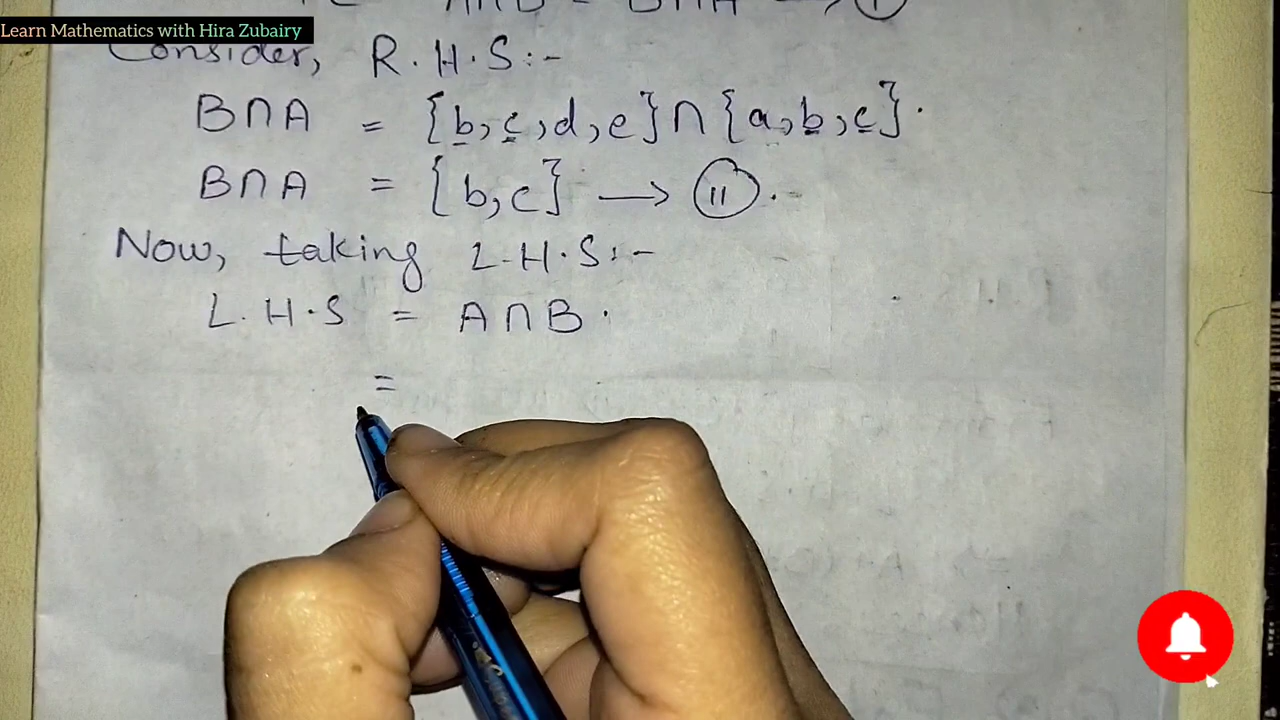 A∩B = B∩A → I
Learn Mathematics with Hira Zubairy
Consider, R.H.S:-
B∩A = {b,c,d,e}∩{a,b,c}.
B∩A = {b,c} → II.
Now, taking L.H.S:-
L.H.S = A∩B.
=